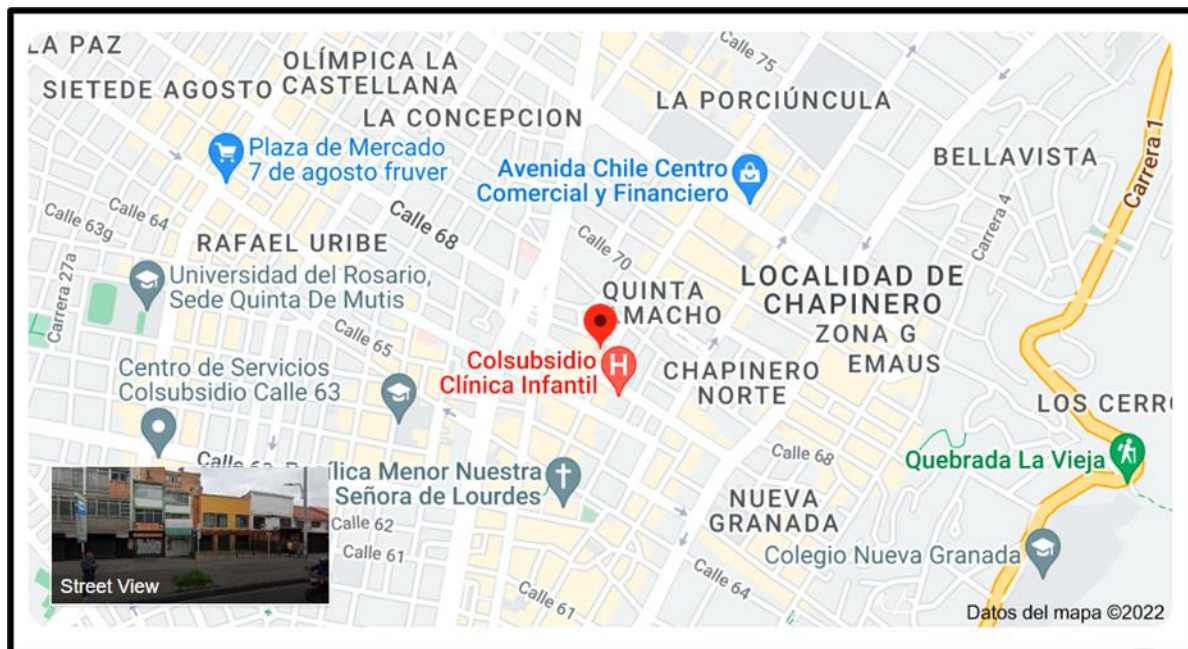 LA PAZ
OLÍMPICA LA
CASTELLANA
SIETEDE AGOSTO
LA CONCEPCION
Calle 75
LA PORCIÚNCULA
Plaza de Mercado
7 de agosto fruver
Avenida Chile Centro
Comercial y Financiero
BELLAVISTA
Carrera 1
Carrera 4
Calle 64
Calle 63g
Calle 68
Calle 70
RAFAEL URIBE
Universidad del Rosario,
Sede Quinta De Mutis
Carrera 27a
QUINTA
AMACHO
LOCALIDAD DE
CHAPINERO
ZONA G
EMAUS
Calle 65
Colsubsidio
Clínica Infantil
H
CHAPINERO
NORTE
Centro de Servicios
Colsubsidio Calle 63
LOS CERR
Calle 68
Quebrada La Vieja
Calle
ílica Menor Nuestra
Señora de Lourdes
NUEVA
GRANADA
Calle 62
Calle 61
Colegio Nueva Granada
Calle 64
Calle 61
Street View
Datos del mapa ©2022